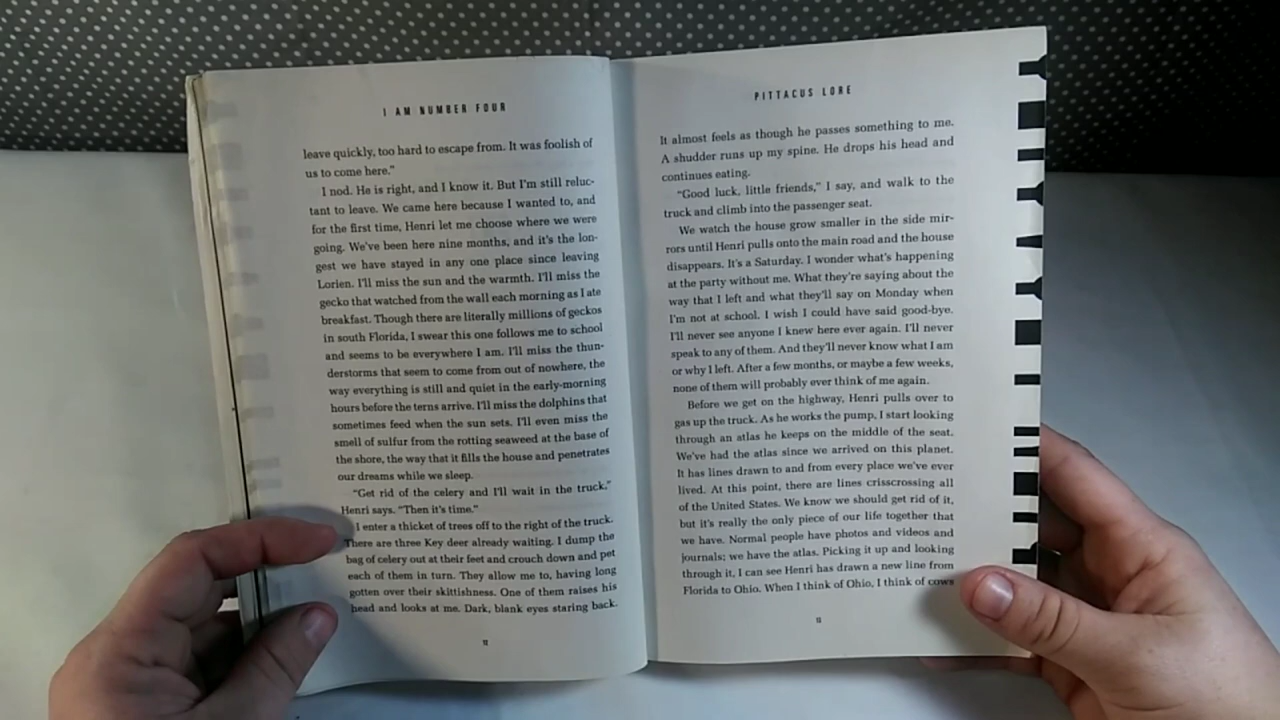 I AM NUMBER FOUR
leave quickly, too hard to escape from. It was foolish of
us to come here."
I nod. He is right, and I know it. But I'm still reluc-
tant to leave. We came here because I wanted to, and
for the first time, Henri let me choose where we were
going. We've been here nine months, and it's the lon-
gest we have stayed in any one place since leaving
Lorien. I'll miss the sun and the warmth. I'll miss the
gecko that watched from the wall each morning as I ate
breakfast. Though there are literally millions of geckos
in south Florida, I swear this one follows me to school
and seems to be everywhere I am. I'll miss the thun-
derstorms that seem to come from out of nowhere, the
way everything is still and quiet in the early-morning
hours before the terns arrive. I'll miss the dolphins that
sometimes feed when the sun sets. I'll even miss the
smell of sulfur from the rotting seaweed at the base of
the shore, the way that it fills the house and penetrates
our dreams while we sleep.
"Get rid of the celery and I'll wait in the truck,"
Henri says. "Then it's time."
I enter a thicket of trees off to the right of the truck.
There are three Key deer already waiting. I dump the
bag of celery out at their feet and crouch down and pet
each of them in turn. They allow me to, having long
gotten over their skittishness. One of them raises his
head and looks at me. Dark, blank eyes staring back.
PITTACUS LORE
It almost feels as though he passes something to me.
A shudder runs up my spine. He drops his head and
continues eating.
"Good luck, little friends," I say, and walk to the
truck and climb into the passenger seat.
We watch the house grow smaller in the side mir-
rors until Henri pulls onto the main road and the house
disappears. It's a Saturday. I wonder what's happening
at the party without me. What they're saying about the
way that I left and what they'll say on Monday when
I'm not at school. I wish I could have said good-bye.
I'll never see anyone I knew here ever again. I'll never
speak to any of them. And they'll never know what I am
or why I left. After a few months, or maybe a few weeks,
none of them will probably ever think of me again.
Before we get on the highway, Henri pulls over to
gas up the truck. As he works the pump, I start looking
through an atlas he keeps on the middle of the seat.
We've had the atlas since we arrived on this planet.
It has lines drawn to and from every place we've ever
lived. At this point, there are lines crisscrossing all
of the United States. We know we should get rid of it,
but it's really the only piece of our life together that
we have. Normal people have photos and videos and
journals; we have the atlas. Picking it up and looking
through it, I can see Henri has drawn a new line from
Florida to Ohio. When I think of Ohio, I think of cows